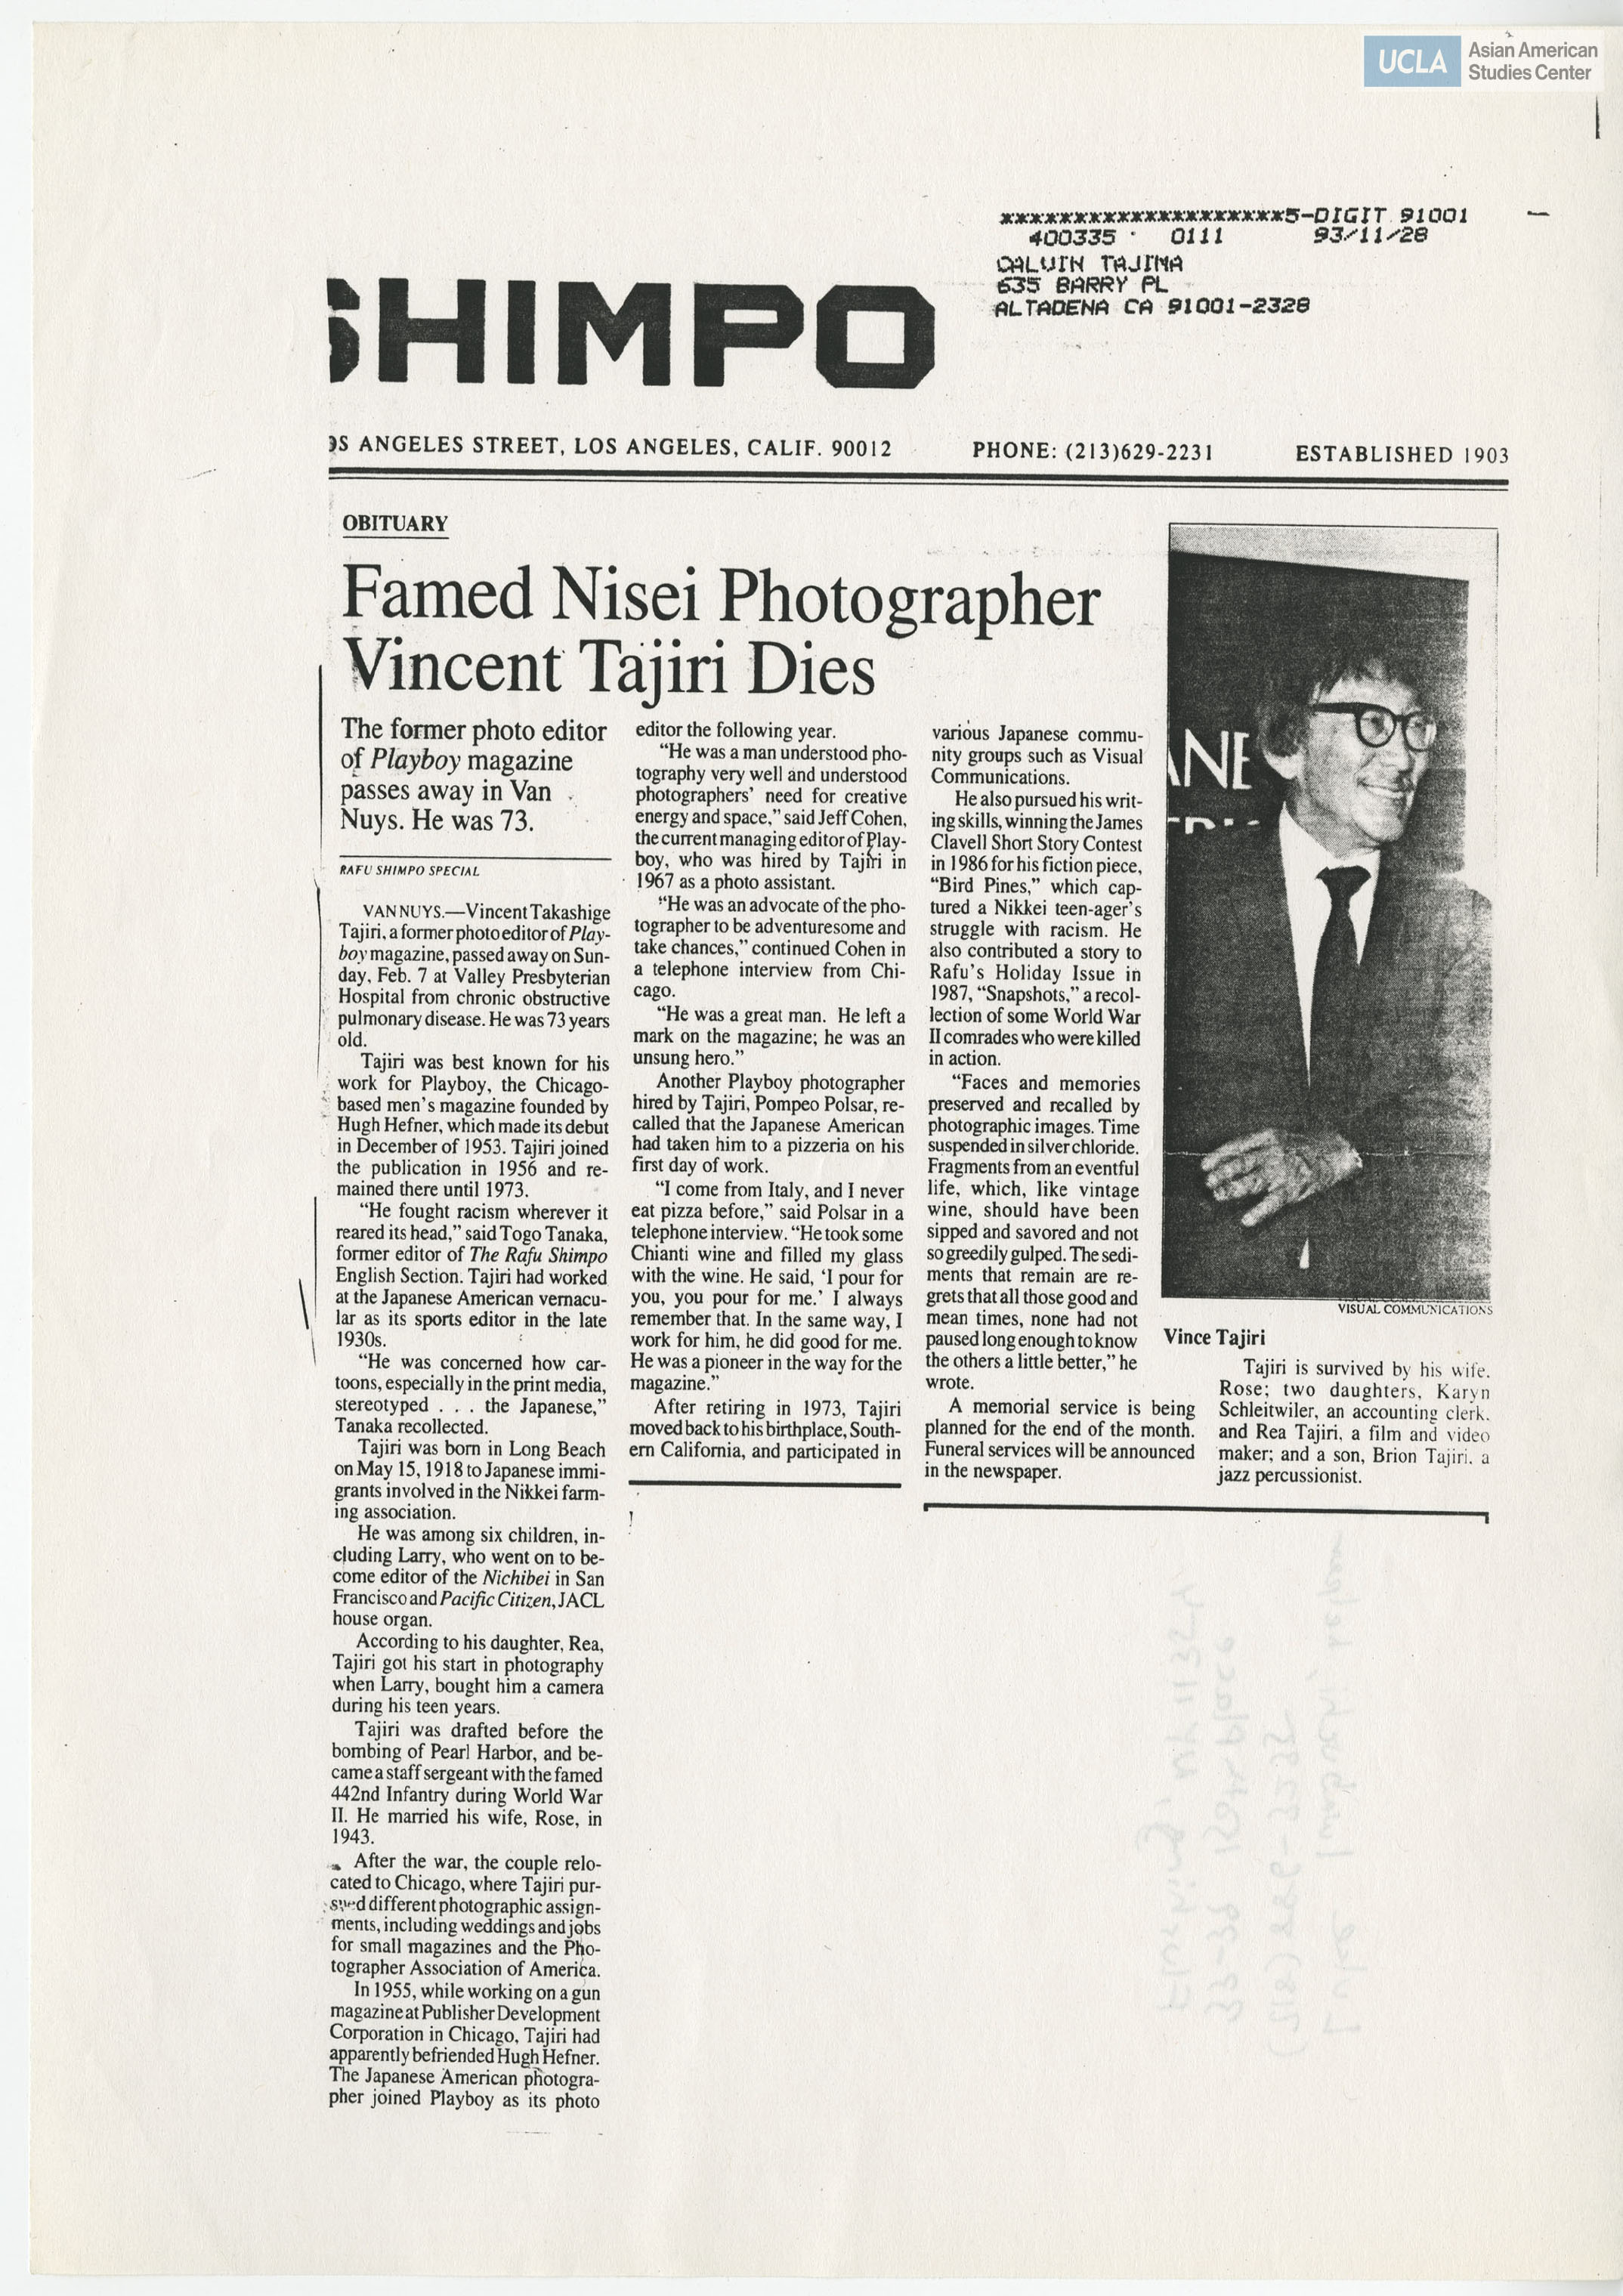 UCLA Asian American
Studies Center
********************5-DIGIT 91001
400335 0111 93/11/28
CALVIN TAJIMA
635 BARRY PL
ALTADENA CA 91001-2328
SHIMPO
OS ANGELES STREET, LOS ANGELES, CALIF. 90012 PHONE: (213)629-2231 ESTABLISHED 1903
OBITUARY
Famed Nisei Photographer
Vincent Tajiri Dies
The former photo editor
of Playboy magazine
passes away in Van
Nuys. He was 73.
RAFU SHIMPO SPECIAL
VAN NUYS.—Vincent Takashige
Tajiri, a former photo editor of Play-
boy magazine, passed away on Sun-
day, Feb. 7 at Valley Presbyterian
Hospital from chronic obstructive
pulmonary disease. He was 73 years
old.
Tajiri was best known for his
work for Playboy, the Chicago-
based men's magazine founded by
Hugh Hefner, which made its debut
in December of 1953. Tajiri joined
the publication in 1956 and re-
mained there until 1973.
"He fought racism wherever it
reared its head," said Togo Tanaka,
former editor of The Rafu Shimpo
English Section. Tajiri had worked
at the Japanese American vernacu-
lar as its sports editor in the late
1930s.
"He was concerned how car-
toons, especially in the print media,
stereotyped . . . the Japanese,"
Tanaka recollected.
Tajiri was born in Long Beach
on May 15, 1918 to Japanese immi-
grants involved in the Nikkei farm-
ing association.
He was among six children, in-
cluding Larry, who went on to be-
come editor of the Nichibei in San
Francisco and Pacific Citizen, JACL
house organ.
According to his daughter, Rea,
Tajiri got his start in photography
when Larry, bought him a camera
during his teen years.
Tajiri was drafted before the
bombing of Pearl Harbor, and be-
came a staff sergeant with the famed
442nd Infantry during World War
II. He married his wife, Rose, in
1943.
After the war, the couple relo-
cated to Chicago, where Tajiri pur-
sued different photographic assign-
ments, including weddings and jobs
for small magazines and the Pho-
tographer Association of America.
In 1955, while working on a gun
magazine at Publisher Development
Corporation in Chicago, Tajiri had
apparently befriended Hugh Hefner.
The Japanese American photogra-
pher joined Playboy as its photo
editor the following year.
"He was a man understood pho-
tography very well and understood
photographers' need for creative
energy and space," said Jeff Cohen,
the current managing editor of Play-
boy, who was hired by Tajiri in
1967 as a photo assistant.
"He was an advocate of the pho-
tographer to be adventuresome and
take chances," continued Cohen in
a telephone interview from Chi-
cago.
"He was a great man. He left a
mark on the magazine; he was an
unsung hero."
Another Playboy photographer
hired by Tajiri, Pompeo Polsar, re-
called that the Japanese American
had taken him to a pizzeria on his
first day of work.
"I come from Italy, and I never
eat pizza before," said Polsar in a
telephone interview. "He took some
Chianti wine and filled my glass
with the wine. He said, 'I pour for
you, you pour for me.' I always
remember that. In the same way, I
work for him, he did good for me.
He was a pioneer in the way for the
magazine."
After retiring in 1973, Tajiri
moved back to his birthplace, South-
ern California, and participated in
various Japanese commu-
nity groups such as Visual
Communications.
He also pursued his writ-
ing skills, winning the James
Clavell Short Story Contest
in 1986 for his fiction piece,
"Bird Pines," which cap-
tured a Nikkei teen-ager's
struggle with racism. He
also contributed a story to
Rafu's Holiday Issue in
1987, "Snapshots," a recol-
lection of some World War
II comrades who were killed
in action.
"Faces and memories
preserved and recalled by
photographic images. Time
suspended in silver chloride.
Fragments from an eventful
life, which, like vintage
wine, should have been
sipped and savored and not
so greedily gulped. The sedi-
ments that remain are re-
grets that all those good and
mean times, none had not
paused long enough to know
the others a little better," he
wrote.
A memorial service is being
planned for the end of the month.
Funeral services will be announced
in the newspaper.
ANE
VISUAL COMMUNICATIONS
Vince Tajiri
Tajiri is survived by his wife,
Rose; two daughters, Karyn
Schleitwiler, an accounting clerk,
and Rea Tajiri, a film and video
maker; and a son, Brion Tajiri, a
jazz percussionist.